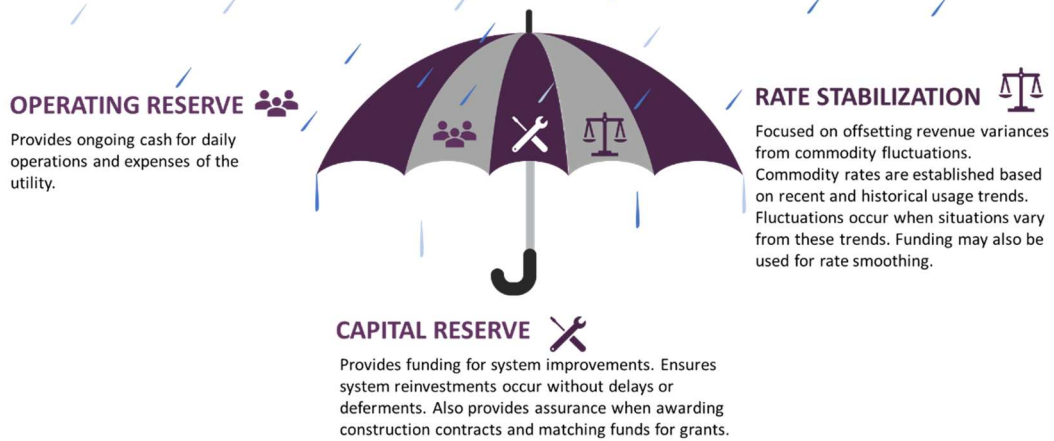 OPERATING RESERVE
Provides ongoing cash for daily
operations and expenses of the
utility.
RATE STABILIZATION
Focused on offsetting revenue variances
from commodity fluctuations.
Commodity rates are established based
on recent and historical usage trends.
Fluctuations occur when situations vary
from these trends. Funding may also be
used for rate smoothing.
CAPITAL RESERVE
Provides funding for system improvements. Ensures
system reinvestments occur without delays or
deferments. Also provides assurance when awarding
construction contracts and matching funds for grants.